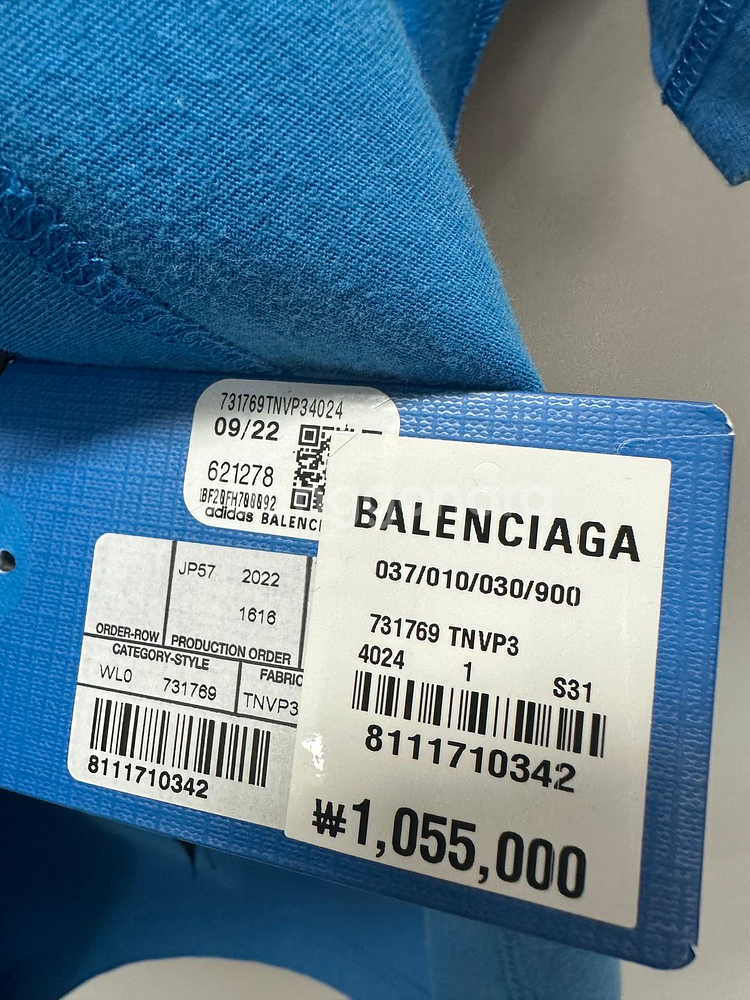 731769TNVP34024
09/22
621278
adidas BALENCI
BALENCIAGA
037/010/030/900
731769 TNVP3
4024 1 S31
8111710342
₩1,055,000
JP57 2022
1616
ORDER-ROW PRODUCTION ORDER
CATEGORY-STYLE FABRIC
WL0 731769 TNVP3
8111710342